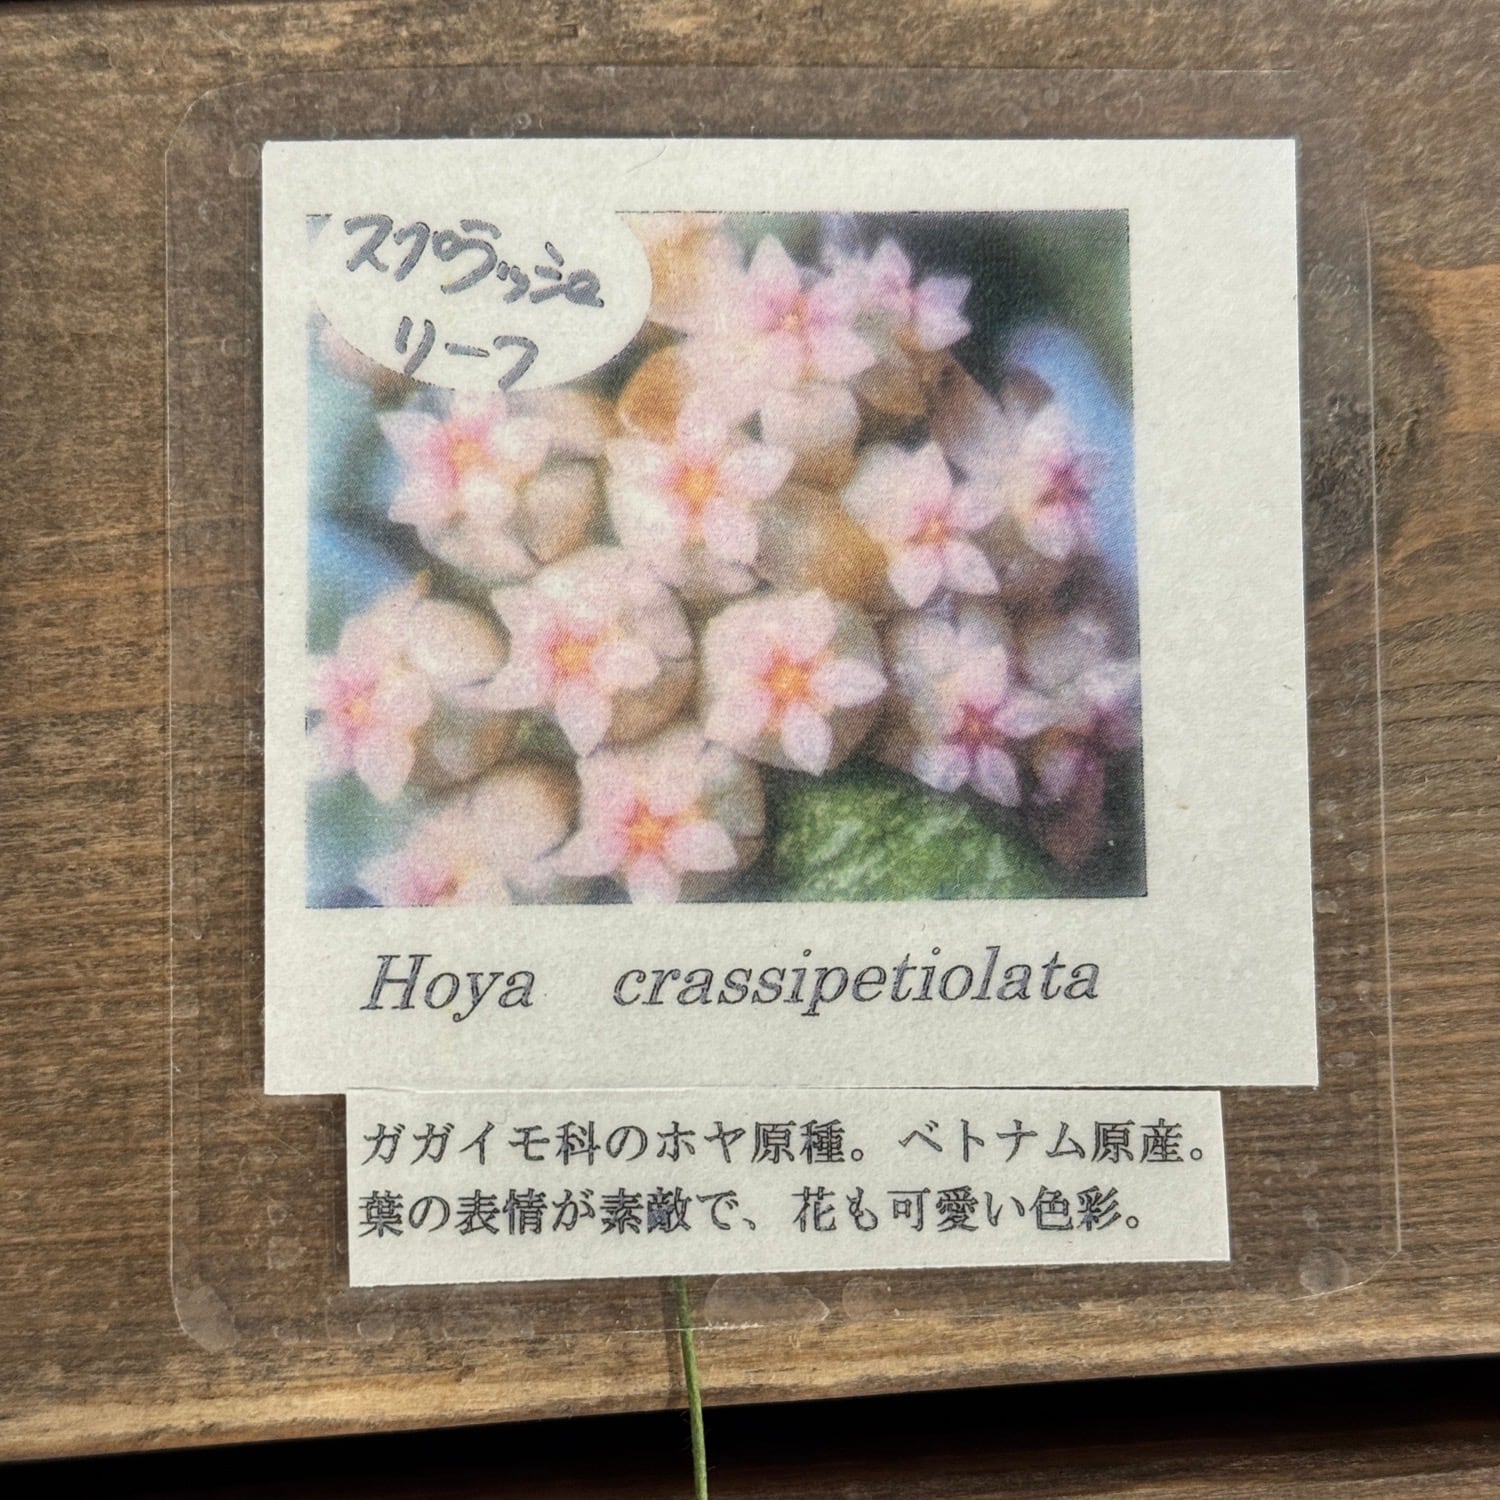 スプラッシュ
リーフ
Hoya crassipetiolata
ガガイモ科のホヤ原種。ベトナム原産。
葉の表情が素敵で、花も可愛い色彩。